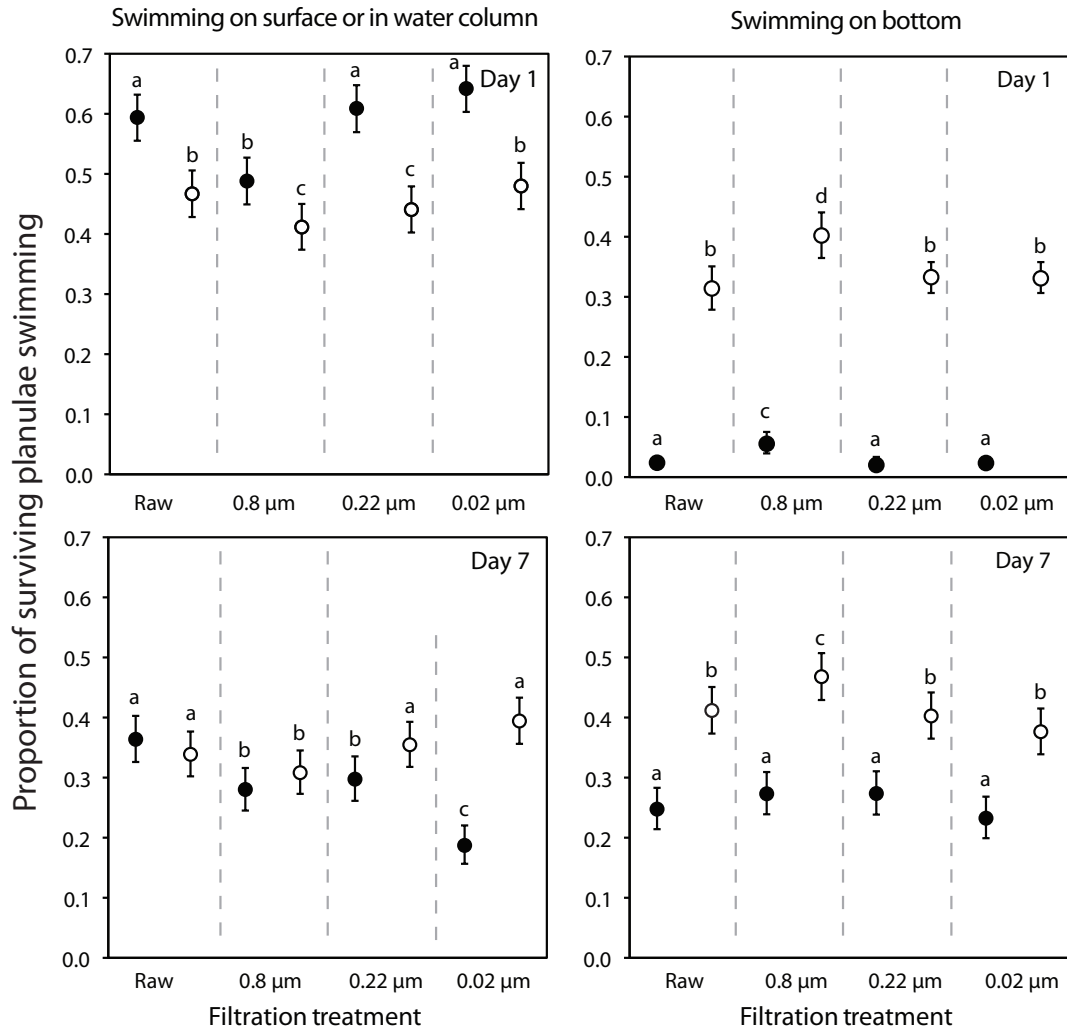 Swimming on surface or in water column
Swimming on bottom
Proportion of surviving planulae swimming
0.7
0.6
0.5
0.4
0.3
0.2
0.1
0.0
a
b
b
c
a
c
a
b
Day 1
Raw
0.8 µm
0.22 µm
0.02 µm
0.7
0.6
0.5
0.4
0.3
0.2
0.1
0.0
a
b
c
d
a
b
a
b
Day 1
Raw
0.8 µm
0.22 µm
0.02 µm
0.7
0.6
0.5
0.4
0.3
0.2
0.1
0.0
a
a
b
b
b
a
c
a
Day 7
Raw
0.8 µm
0.22 µm
0.02 µm
Filtration treatment
0.7
0.6
0.5
0.4
0.3
0.2
0.1
0.0
a
b
a
c
a
b
a
b
Day 7
Raw
0.8 µm
0.22 µm
0.02 µm
Filtration treatment